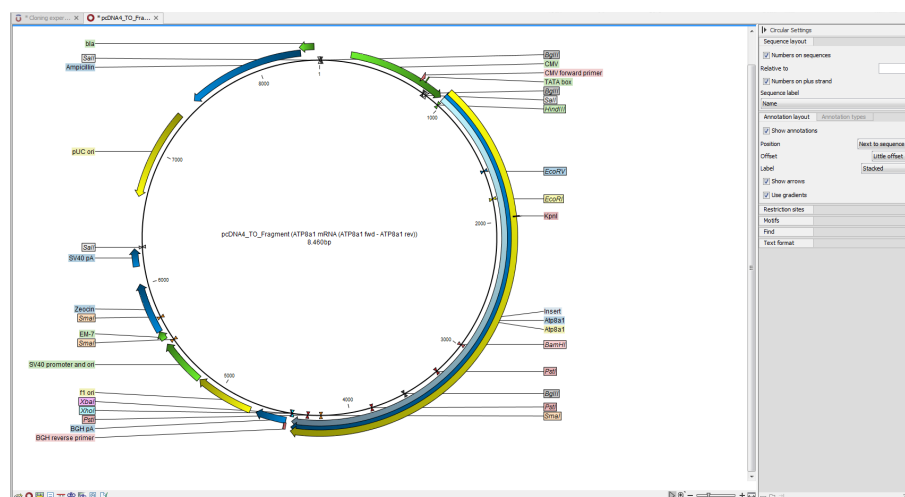 * Cloning exper... X
* pcDNA4_TO_Fra... X
bla
SalI
Ampicillin
pUC ori
SalI
SV40 pA
Zeocin
SmaI
EM-7
SmaI
SV40 promoter and ori
f1 ori
XbaI
XhoI
PstI
BGH pA
BGH reverse primer
BglII
CMV
CMV forward primer
TATA box
BglII
SalI
HindIII
EcoRV
EcoRI
KpnI
Insert
Atp8a1
Atp8a1
BamHI
PstI
BglII
PstI
SmaI
1
1000
2000
3000
4000
5000
6000
7000
8000
pcDNA4_TO_Fragment (ATP8a1 mRNA (ATP8a1 fwd - ATP8a1 rev))
8.460bp
Circular Settings
Sequence layout
Numbers on sequences
Relative to
Numbers on plus strand
Sequence label
Name
Annotation layout Annotation types
Show annotations
Position Next to sequence
Offset Little offset
Label Stacked
Show arrows
Use gradients
Restriction sites
Motifs
Find
Text format